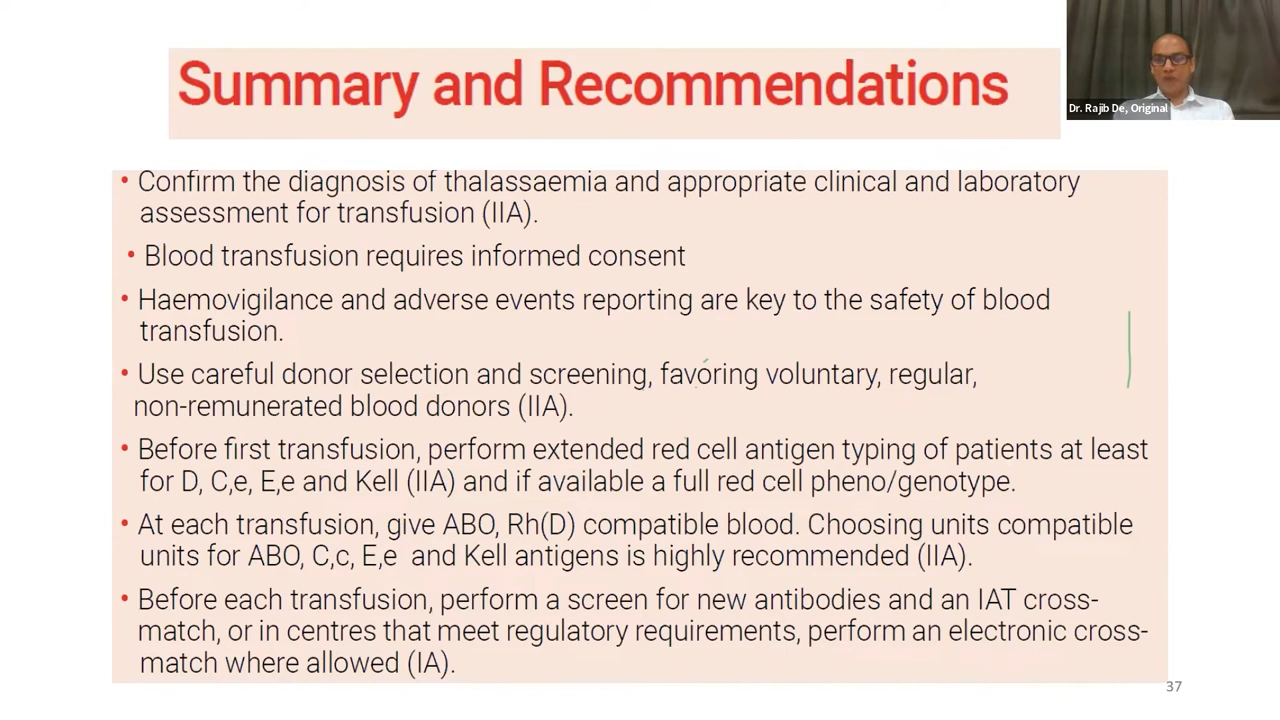 Summary and Recommendations
Dr. Rajib De, Original
• Confirm the diagnosis of thalassaemia and appropriate clinical and laboratory
assessment for transfusion (IIA).
• Blood transfusion requires informed consent
• Haemovigilance and adverse events reporting are key to the safety of blood
transfusion.
• Use careful donor selection and screening, favoring voluntary, regular,
non-remunerated blood donors (IIA).
• Before first transfusion, perform extended red cell antigen typing of patients at least
for D, C,e, E,e and Kell (IIA) and if available a full red cell pheno/genotype.
• At each transfusion, give ABO, Rh(D) compatible blood. Choosing units compatible
units for ABO, C,c, E,e and Kell antigens is highly recommended (IIA).
• Before each transfusion, perform a screen for new antibodies and an IAT cross-
match, or in centres that meet regulatory requirements, perform an electronic cross-
match where allowed (IA).
37